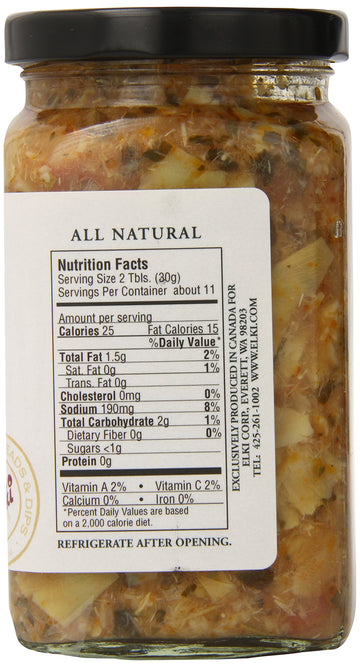 ALL NATURAL
Nutrition Facts
Serving Size 2 Tbls. (30g)
Servings Per Container about 11
Amount per serving
Calories 25 Fat Calories 15
%Daily Value*
Total Fat 1.5g 2%
Sat. Fat 0g 1%
Trans. Fat 0g
Cholesterol 0mg 0%
Sodium 190mg 8%
Total Carbohydrate 2g 1%
Dietary Fiber 0g 0%
Sugars <1g
Protein 0g
Vitamin A 2% • Vitamin C 2%
Calcium 0% • Iron 0%
*Percent Daily Values are based
on a 2,000 calorie diet.
REFRIGERATE AFTER OPENING.
EXCLUSIVELY PRODUCED IN CANADA FOR
ELKI CORP., EVERETT, WA 98203
TEL: 425-261-1002 WWW.ELKI.COM
& DIPS